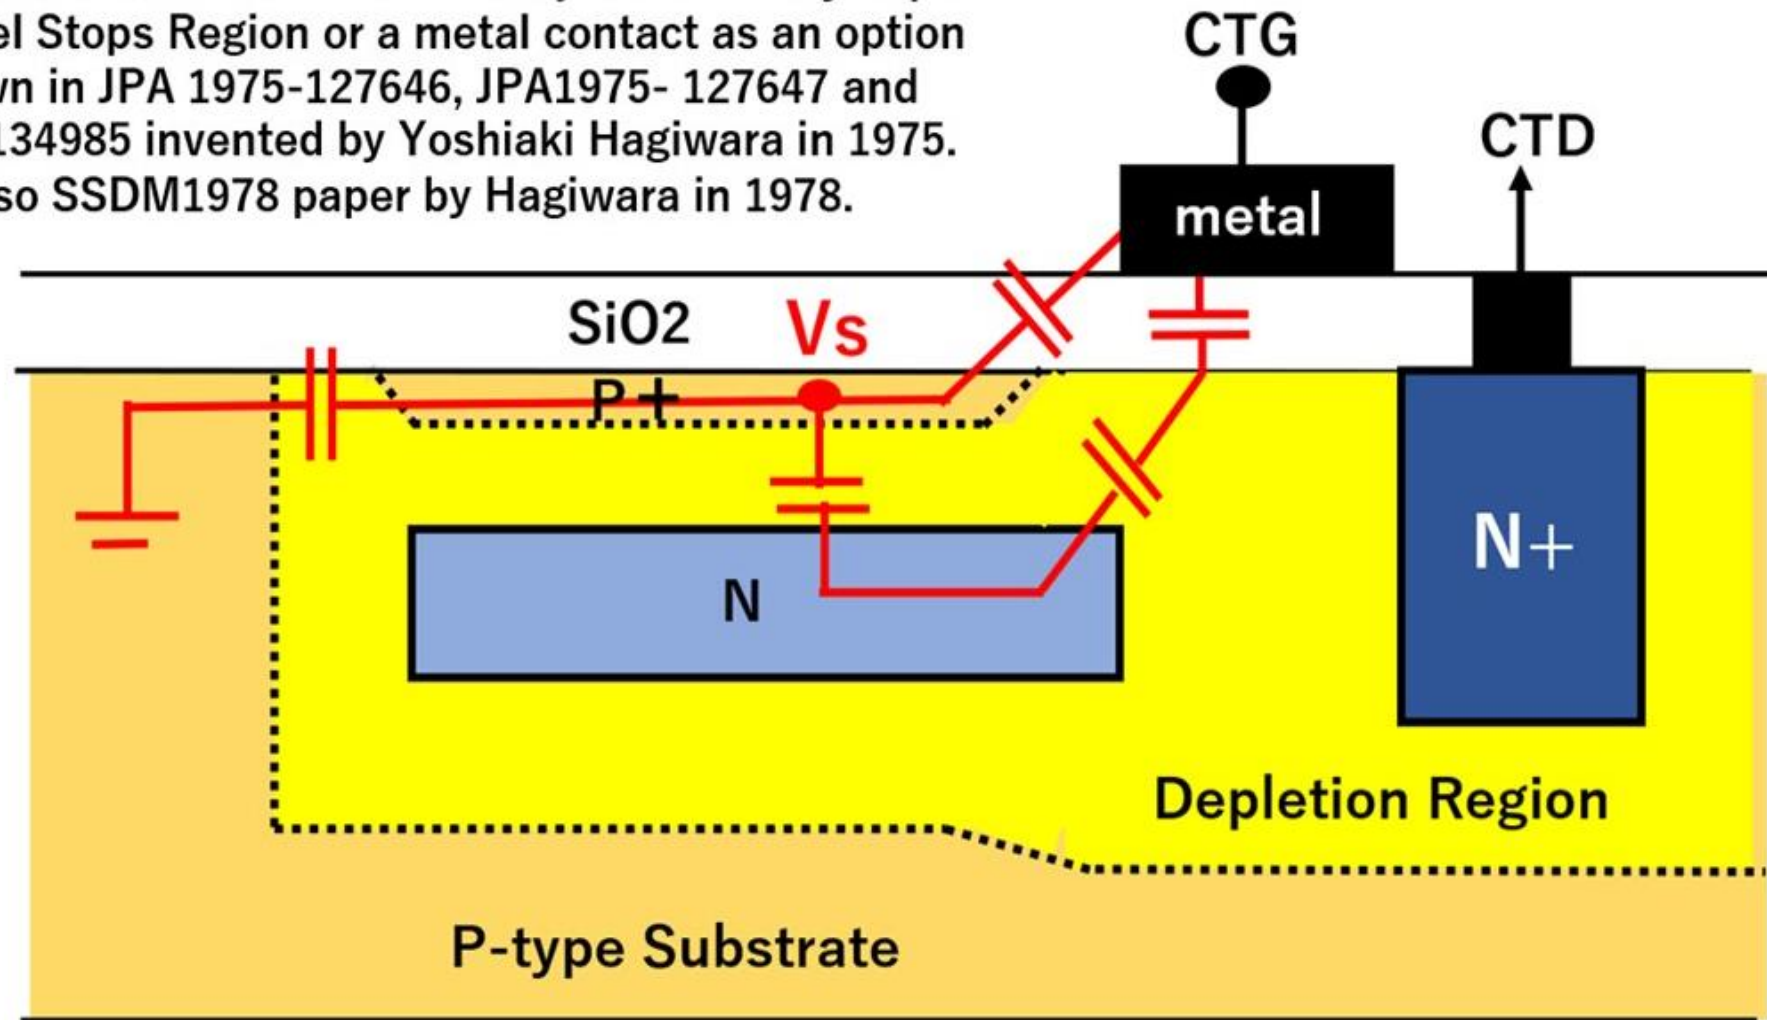 el Stops Region or a metal contact as an option
wn in JPA 1975-127646, JPA1975- 127647 and
134985 invented by Yoshiaki Hagiwara in 1975.
so SSDM1978 paper by Hagiwara in 1978.
CTG
CTD
metal
SiO2
Vs
P+
N
N+
Depletion Region
P-type Substrate